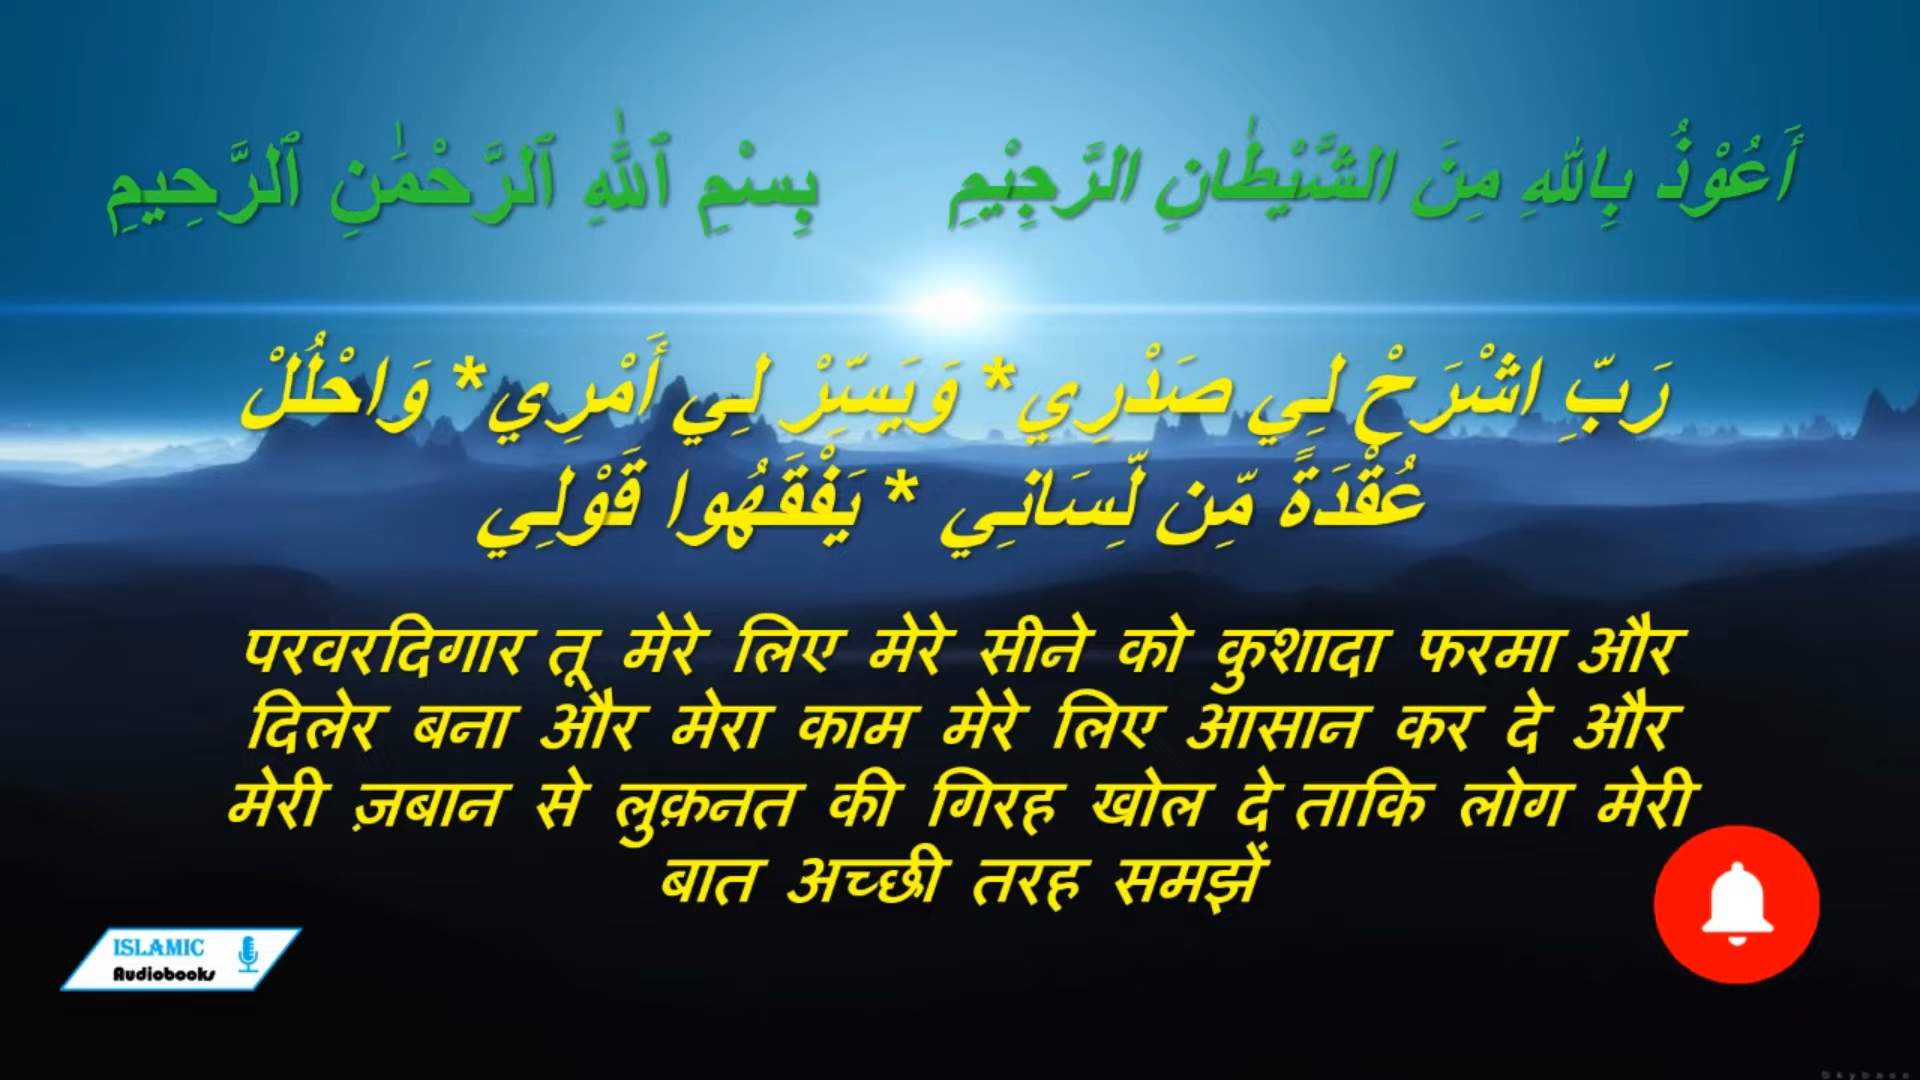 أَعُوْذُ بِاللهِ مِنَ الشَّيْطٰانِ الرَّجِيْمِ بِسْمِ ٱللَّٰهِ ٱلرَّحْمَٰنِ ٱلرَّحِيمِ
رَبِّ اشْرَحْ لِي صَدْرِي* وَيَسِّرْ لِي أَمْرِي* وَاحْلُلْ
عُقْدَةً مِّن لِّسَانِي * يَفْقَهُوا قَوْلِي
परवरदिगार तू मेरे लिए मेरे सीने को कुशादा फरमा और
दिलेर बना और मेरा काम मेरे लिए आसान कर दे और
मेरी ज़बान से लुक़नत की गिरह खोल दे ताकि लोग मेरी
बात अच्छी तरह समझें
ISLAMIC
Audiobooks
Skybase